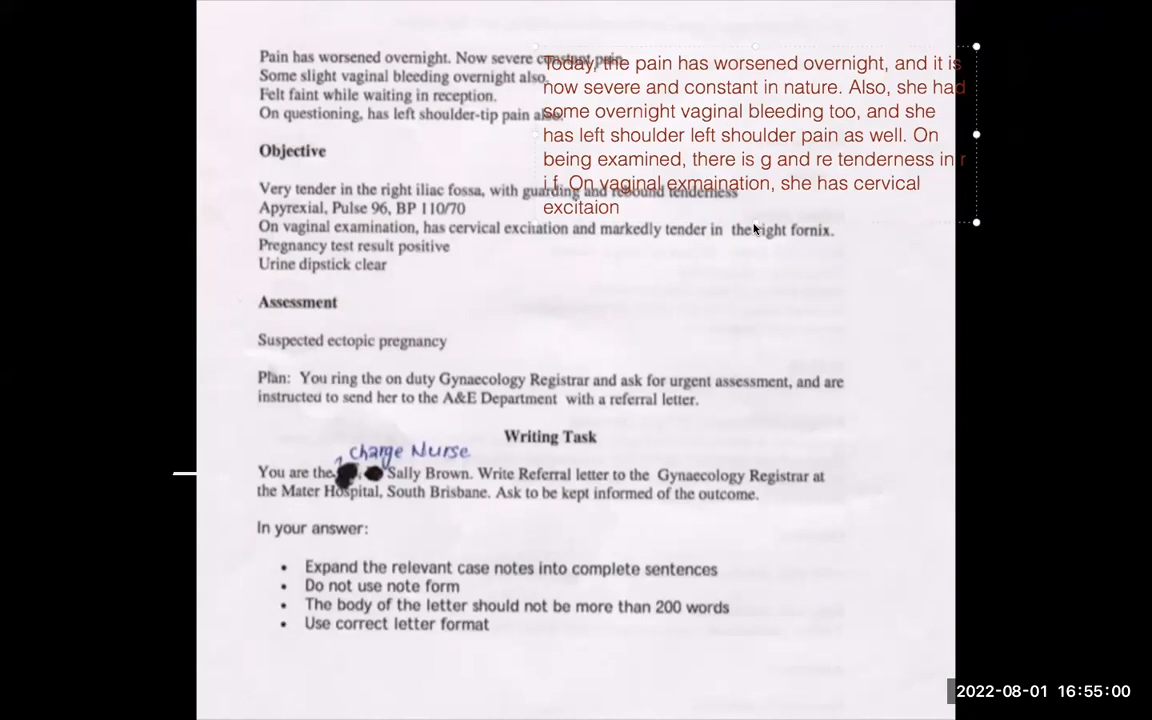 Pain has worsened overnight. Now severe constant pain.
Some slight vaginal bleeding overnight also.
Felt faint while waiting in reception.
On questioning, has left shoulder-tip pain also.
Today, the pain has worsened overnight, and it is
now severe and constant in nature. Also, she had
some overnight vaginal bleeding too, and she
has left shoulder left shoulder pain as well. On
being examined, there is g and re tenderness in r
i f. On vaginal exmaination, she has cervical
excitaion
Objective
Very tender in the right iliac fossa, with guarding and rebound tenderness
Apyrexial, Pulse 96, BP 110/70
On vaginal examination, has cervical excitation and markedly tender in the right fornix.
Pregnancy test result positive
Urine dipstick clear
Assessment
Suspected ectopic pregnancy
Plan: You ring the on duty Gynaecology Registrar and ask for urgent assessment, and are
instructed to send her to the A&E Department with a referral letter.
Writing Task
charge Nurse
You are the Sally Brown. Write Referral letter to the Gynaecology Registrar at
the Mater Hospital, South Brisbane. Ask to be kept informed of the outcome.
In your answer:
• Expand the relevant case notes into complete sentences
• Do not use note form
• The body of the letter should not be more than 200 words
• Use correct letter format
2022-08-01 16:55:00